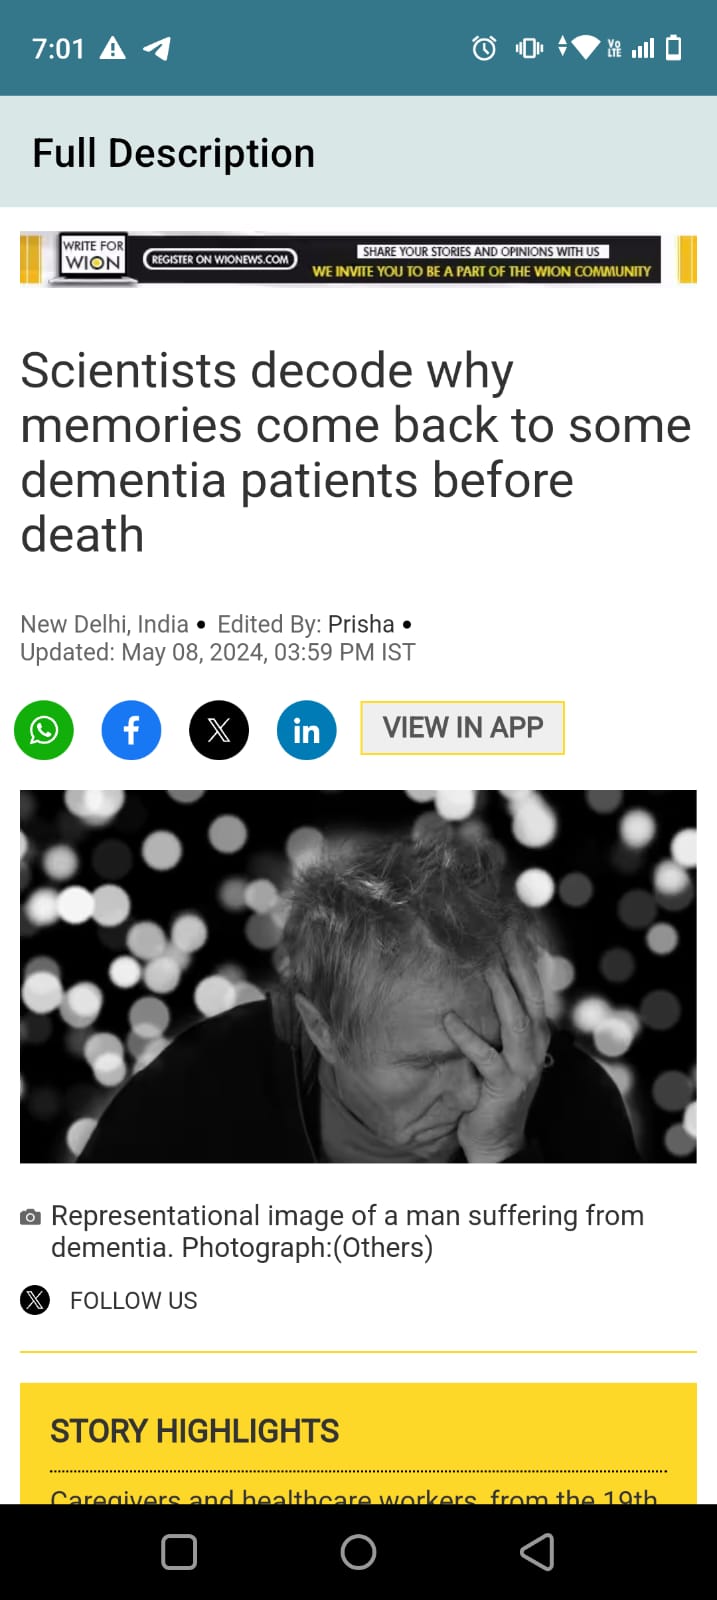 7:01
VoLTE
Full Description
WRITE FOR
WION
REGISTER ON WIONEWS.COM
SHARE YOUR STORIES AND OPINIONS WITH US
WE INVITE YOU TO BE A PART OF THE WION COMMUNITY
Scientists decode why
memories come back to some
dementia patients before
death
New Delhi, India • Edited By: Prisha •
Updated: May 08, 2024, 03:59 PM IST
VIEW IN APP
Representational image of a man suffering from
dementia. Photograph:(Others)
FOLLOW US
STORY HIGHLIGHTS
Caregivers and healthcare workers, from the 19th